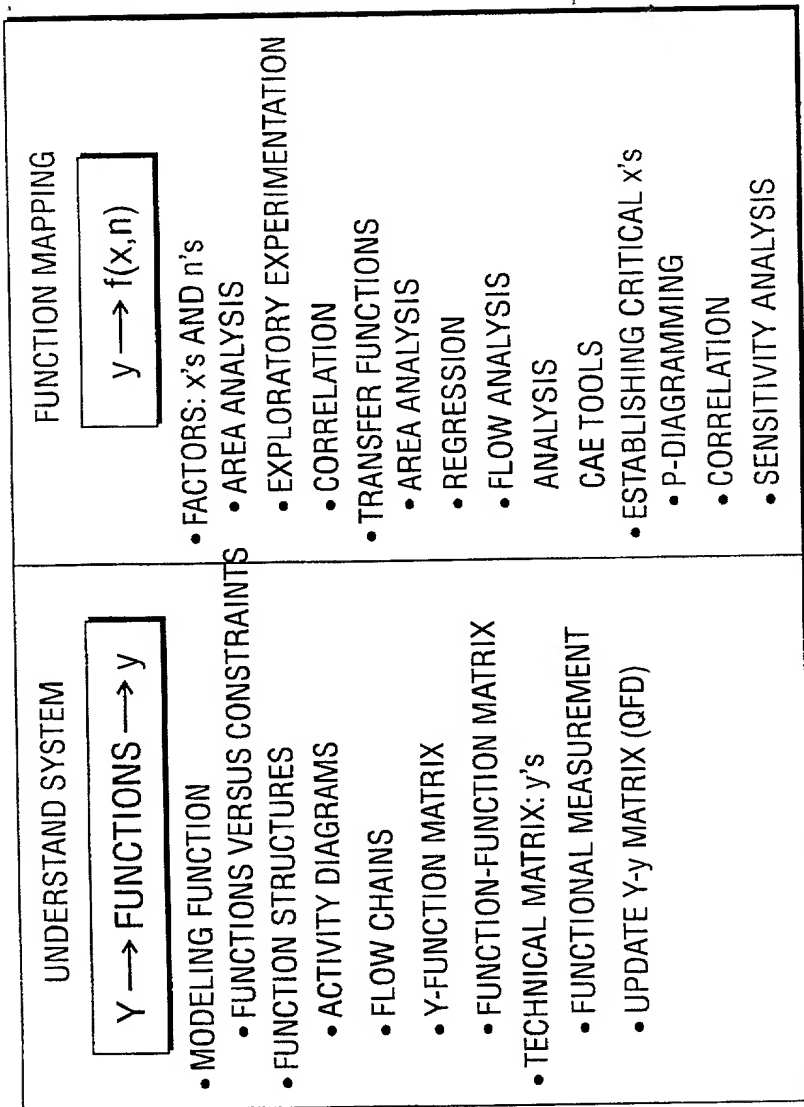 UNDERSTAND SYSTEM
Y → FUNCTIONS → y
• MODELING FUNCTION
• FUNCTIONS VERSUS CONSTRAINTS
• FUNCTION STRUCTURES
• ACTIVITY DIAGRAMS
• FLOW CHAINS
• Y-FUNCTION MATRIX
• FUNCTION-FUNCTION MATRIX
• TECHNICAL MATRIX: y's
• FUNCTIONAL MEASUREMENT
• UPDATE Y-y MATRIX (QFD)
FUNCTION MAPPING
y → f(x,n)
• FACTORS: x's AND n's
• AREA ANALYSIS
• EXPLORATORY EXPERIMENTATION
• CORRELATION
• TRANSFER FUNCTIONS
• AREA ANALYSIS
• REGRESSION
• FLOW ANALYSIS
ANALYSIS
CAE TOOLS
• ESTABLISHING CRITICAL x's
• P-DIAGRAMMING
• CORRELATION
• SENSITIVITY ANALYSIS